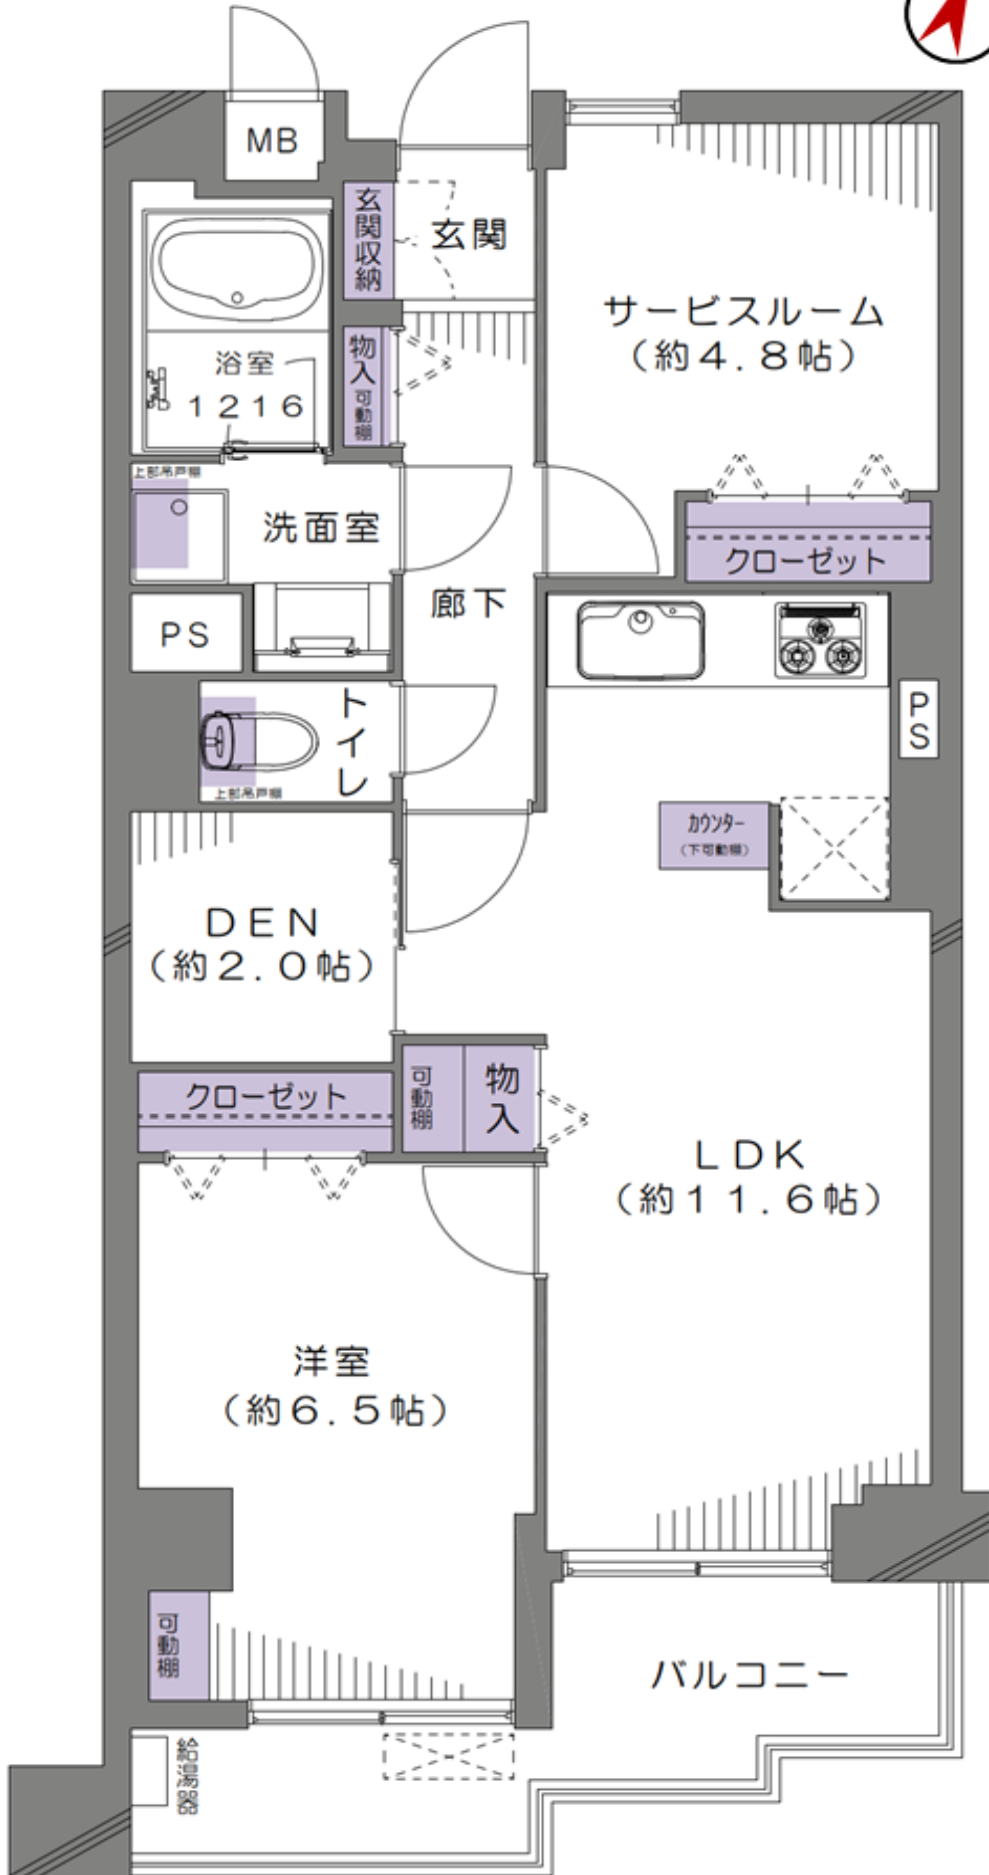 MB
玄関収納
玄関
サービスルーム
(約4.8帖)
物入
可動棚
浴室
1216
上部吊戸棚
洗面室
クローゼット
廊下
PS
トイレ
上部吊戸棚
PS
カウンター
(下可動棚)
DEN
(約2.0帖)
クローゼット
可動棚
物入
LDK
(約11.6帖)
洋室
(約6.5帖)
可動棚
バルコニー
給湯器